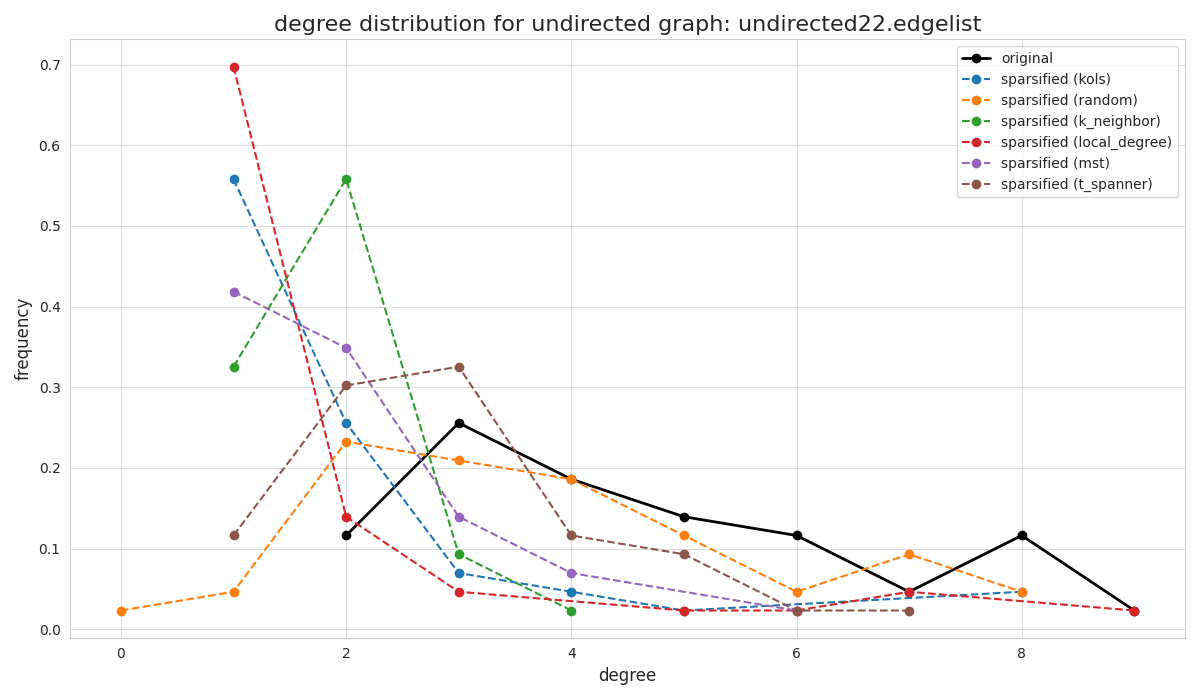 degree distribution for undirected graph: undirected22.edgelist
original
sparsified (kols)
sparsified (random)
sparsified (k_neighbor)
sparsified (local_degree)
sparsified (mst)
sparsified (t_spanner)
frequency
0.7
0.6
0.5
0.4
0.3
0.2
0.1
0.0
0 2 4 6 8
degree